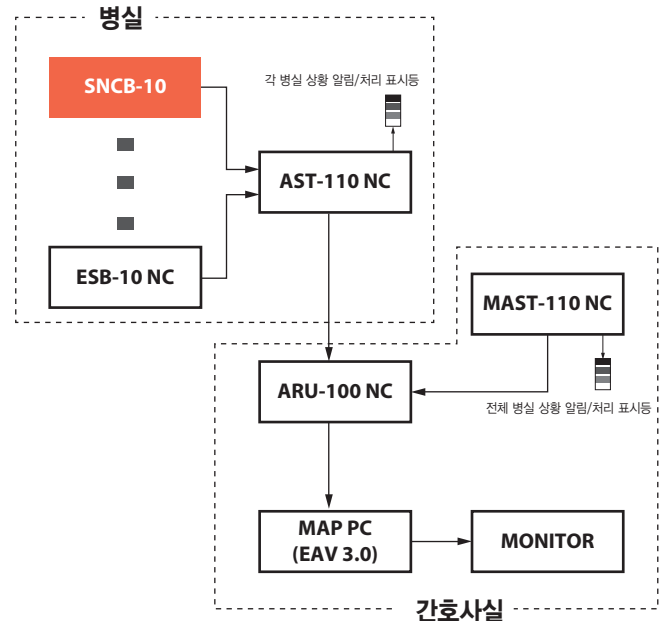 병실
SNCB-10
각 병실 상황 알림/처리 표시등
AST-110 NC
ESB-10 NC
MAST-110 NC
ARU-100 NC
전체 병실 상황 알림/처리 표시등
MAP PC
(EAV 3.0)
MONITOR
간호사실